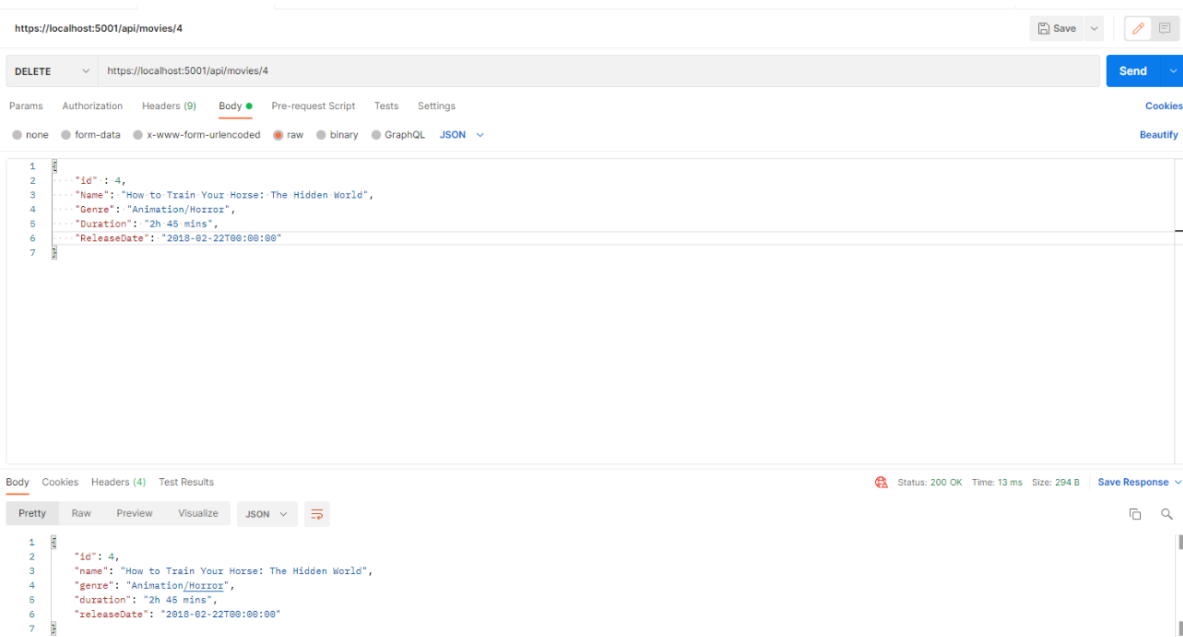 https://localhost:5001/api/movies/4 Save
DELETE https://localhost:5001/api/movies/4 Send
Params Authorization Headers (9) Body Pre-request Script Tests Settings Cookies
none form-data x-www-form-urlencoded raw binary GraphQL JSON Beautify
1 {
2 "id" : 4,
3 "Name": "How to Train Your Horse: The Hidden World",
4 "Genre": "Animation/Horror",
5 "Duration": "2h 45 mins",
6 "ReleaseDate": "2018-02-22T00:00:00"
7 }
Body Cookies Headers (4) Test Results Status: 200 OK Time: 13 ms Size: 294 B Save Response
Pretty Raw Preview Visualize JSON
1 {
2 "id": 4,
3 "name": "How to Train Your Horse: The Hidden World",
4 "genre": "Animation/Horror",
5 "duration": "2h 45 mins",
6 "releaseDate": "2018-02-22T00:00:00"
7 }